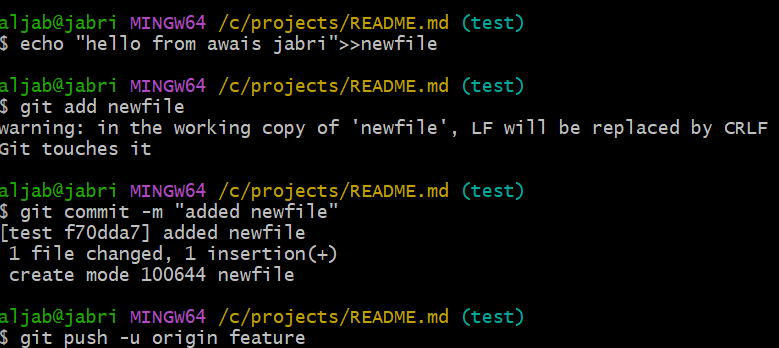 aljab@jabri MINGW64 /c/projects/README.md (test)
$ echo "hello from awais jabri">>newfile
aljab@jabri MINGW64 /c/projects/README.md (test)
$ git add newfile
warning: in the working copy of 'newfile', LF will be replaced by CRLF
Git touches it
aljab@jabri MINGW64 /c/projects/README.md (test)
$ git commit -m "added newfile"
[test f70dda7] added newfile
1 file changed, 1 insertion(+)
create mode 100644 newfile
aljab@jabri MINGW64 /c/projects/README.md (test)
$ git push -u origin feature